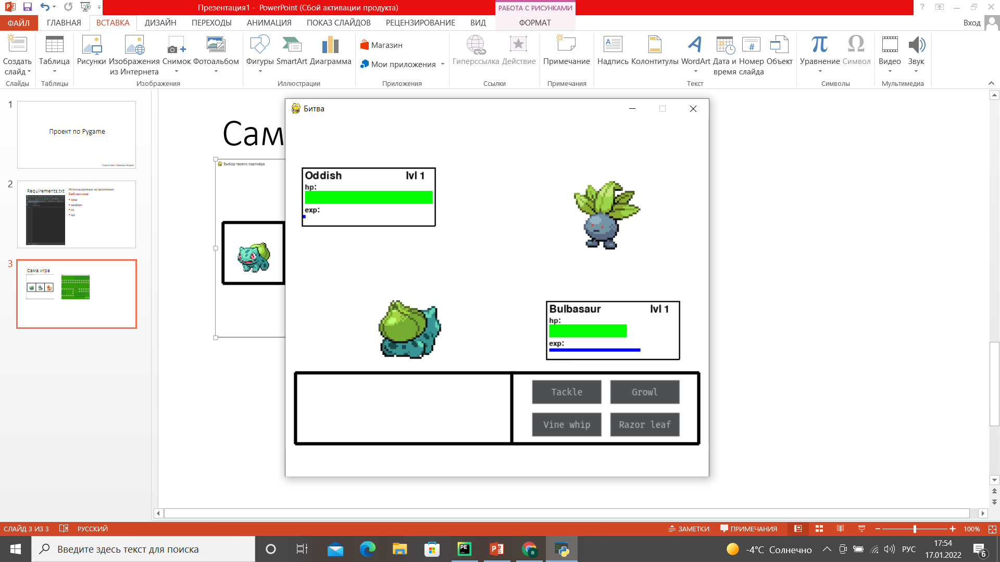 Презентация1 - PowerPoint (Сбой активации продукта)
РАБОТА С РИСУНКАМИ
ФАЙЛ
ГЛАВНАЯ
ВСТАВКА
ДИЗАЙН
ПЕРЕХОДЫ
АНИМАЦИЯ
ПОКАЗ СЛАЙДОВ
РЕЦЕНЗИРОВАНИЕ
ВИД
ФОРМАТ
Вход
Создать слайд
Таблица
Рисунки
Изображения из Интернета
Снимок
Фотоальбом
Фигуры
SmartArt
Диаграмма
Магазин
Мои приложения
Гиперссылка
Действие
Примечание
Надпись
Колонтитулы
WordArt
Дата и время
Номер слайда
Объект
Уравнение
Символ
Видео
Звук
Слайды
Таблицы
Изображения
Иллюстрации
Приложения
Ссылки
Примечания
Текст
Символы
Мультимедиа
1
Проект по Pygame
2
Requirements.txt
Используемые встроенные
библиотеки
• time
• random
• os
• sys
3
Сама игра
Сам
Выбор твоего партнёра
Битва
Oddish lvl 1
hp:
exp:
Bulbasaur lvl 1
hp:
exp:
Tackle
Growl
Vine whip
Razor leaf
СЛАЙД 3 ИЗ 3
РУССКИЙ
ЗАМЕТКИ
ПРИМЕЧАНИЯ
100%
Введите здесь текст для поиска
-4°C Солнечно
РУС
17:54
17.01.2022
6